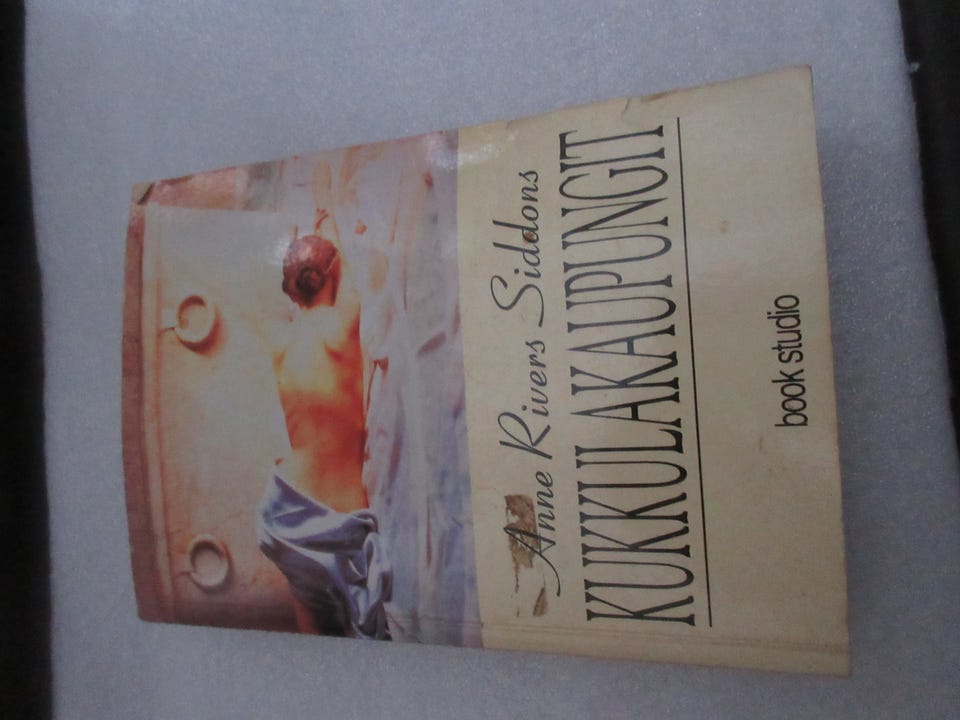 Anne Rivers Siddons
KUKKULAKAUPUNGIT
book studio